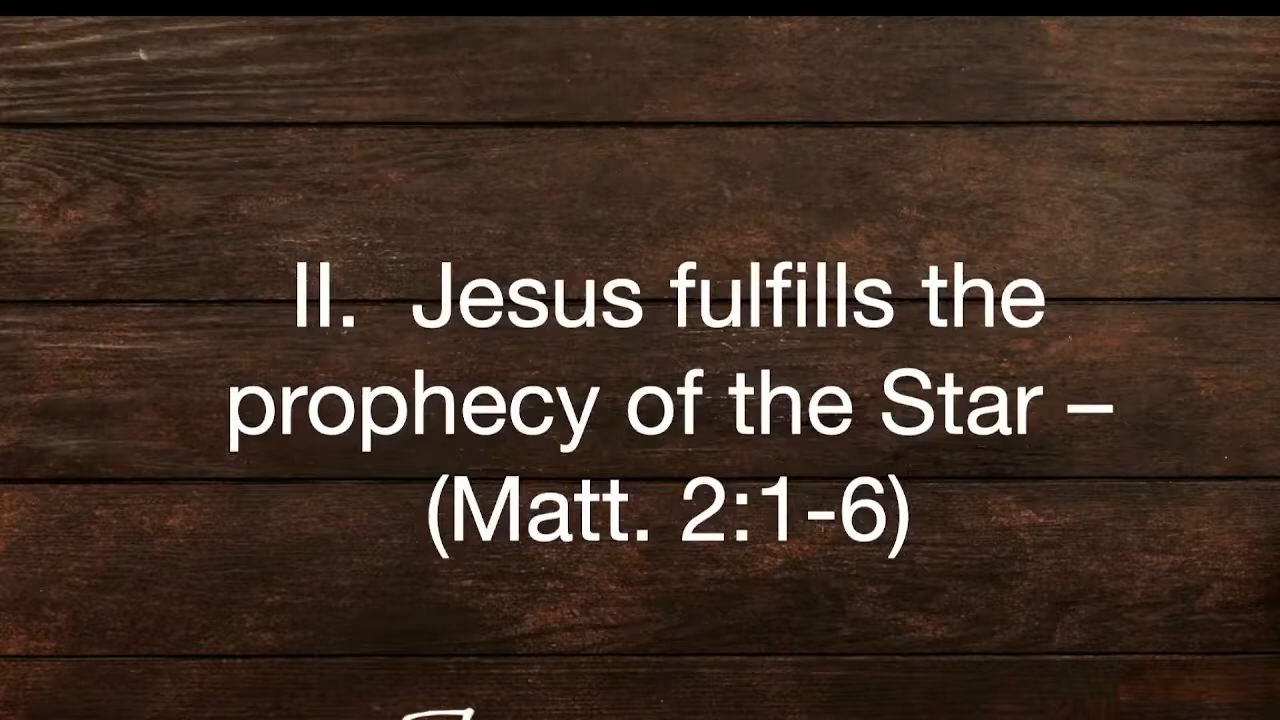 II.  Jesus fulfills the
prophecy of the Star –
(Matt. 2:1-6)